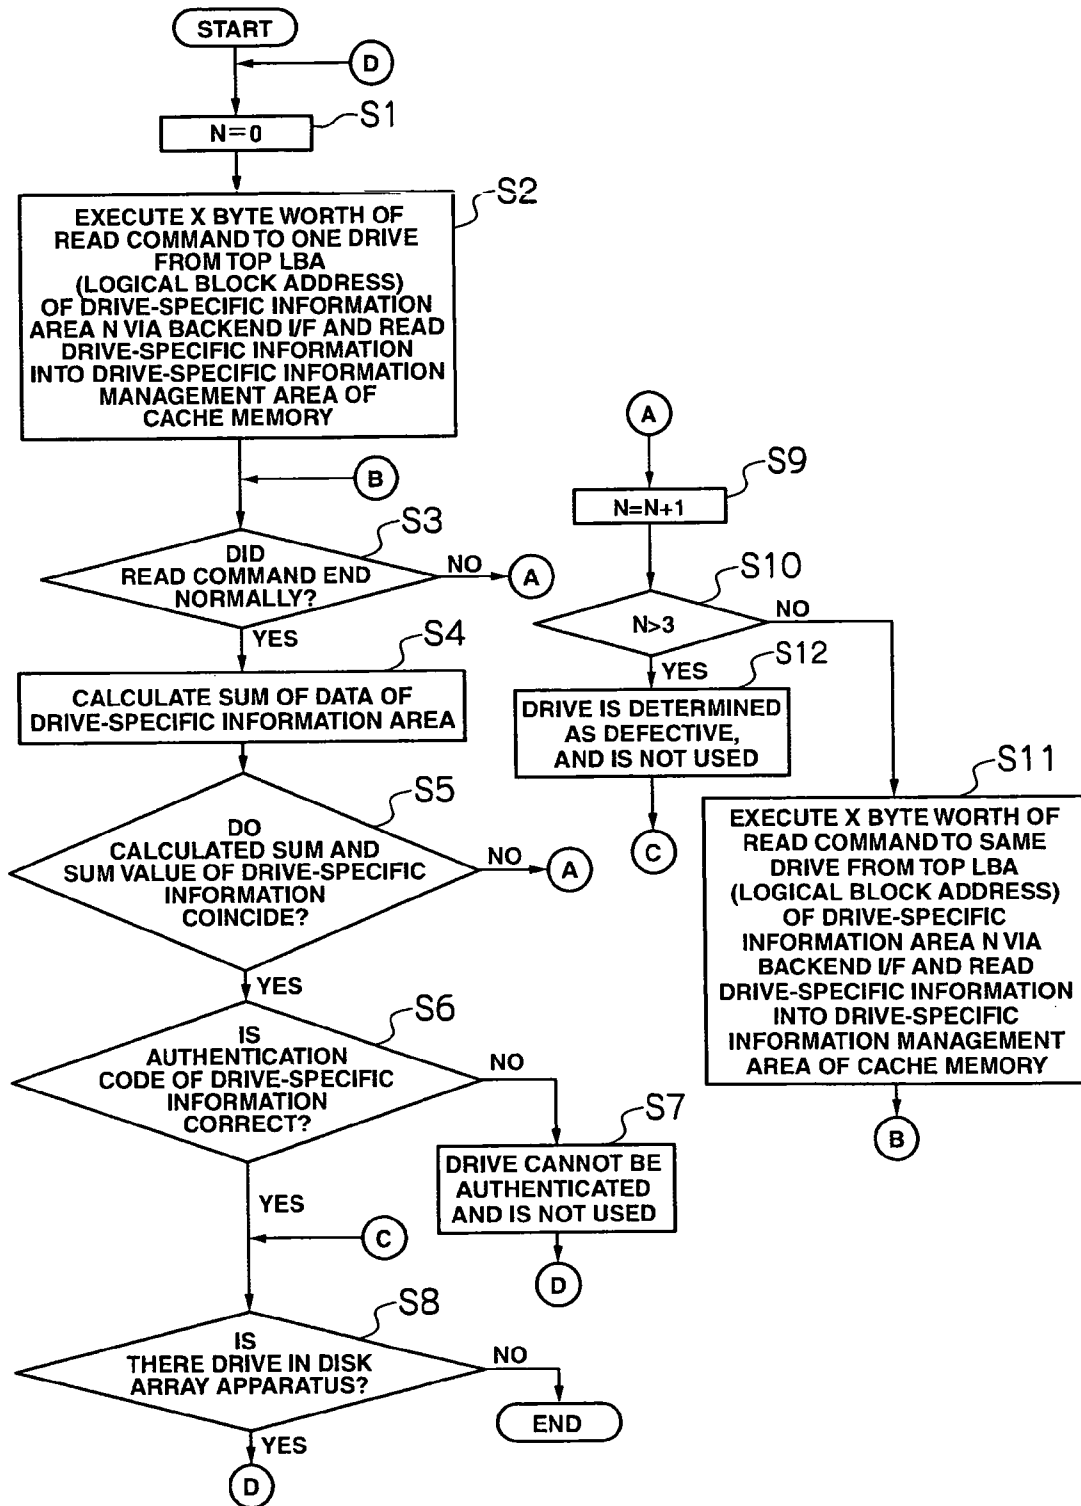 START
D
S1
N=0
S2
EXECUTE X BYTE WORTH OF
READ COMMAND TO ONE DRIVE
FROM TOP LBA
(LOGICAL BLOCK ADDRESS)
OF DRIVE-SPECIFIC INFORMATION
AREA N VIA BACKEND I/F AND READ
DRIVE-SPECIFIC INFORMATION
INTO DRIVE-SPECIFIC INFORMATION
MANAGEMENT AREA OF
CACHE MEMORY
B
S3
DID
READ COMMAND END
NORMALLY?
NO
A
YES
S4
CALCULATE SUM OF DATA OF
DRIVE-SPECIFIC INFORMATION AREA
S5
DO
CALCULATED SUM AND
SUM VALUE OF DRIVE-SPECIFIC
INFORMATION
COINCIDE?
NO
A
YES
S6
IS
AUTHENTICATION
CODE OF DRIVE-SPECIFIC
INFORMATION
CORRECT?
NO
S7
DRIVE CANNOT BE
AUTHENTICATED
AND IS NOT USED
D
YES
C
S8
IS
THERE DRIVE IN DISK
ARRAY APPARATUS?
NO
END
YES
D
A
S9
N=N+1
S10
N>3
NO
YES
S12
DRIVE IS DETERMINED
AS DEFECTIVE,
AND IS NOT USED
C
S11
EXECUTE X BYTE WORTH OF
READ COMMAND TO SAME
DRIVE FROM TOP LBA
(LOGICAL BLOCK ADDRESS)
OF DRIVE-SPECIFIC
INFORMATION AREA N VIA
BACKEND I/F AND READ
DRIVE-SPECIFIC INFORMATION
INTO DRIVE-SPECIFIC
INFORMATION MANAGEMENT
AREA OF CACHE MEMORY
B